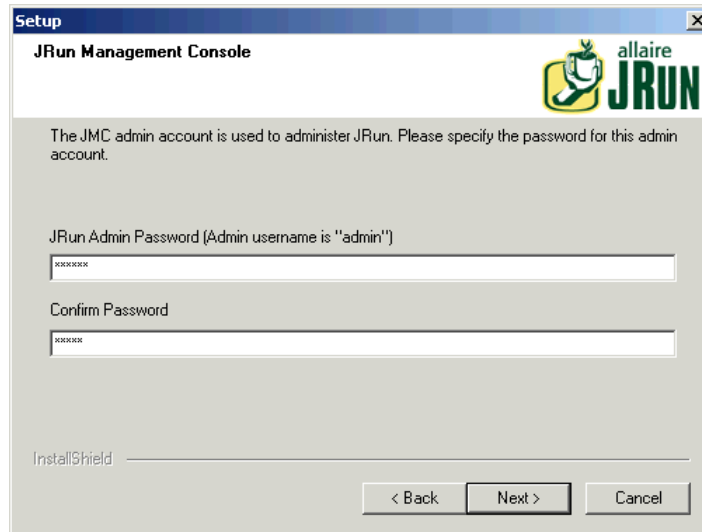 Setup
JRun Management Console
allaire
JRUN
The JMC admin account is used to administer JRun. Please specify the password for this admin
account.
JRun Admin Password (Admin username is "admin")
××××××
Confirm Password
×××××
InstallShield
< Back
Next >
Cancel